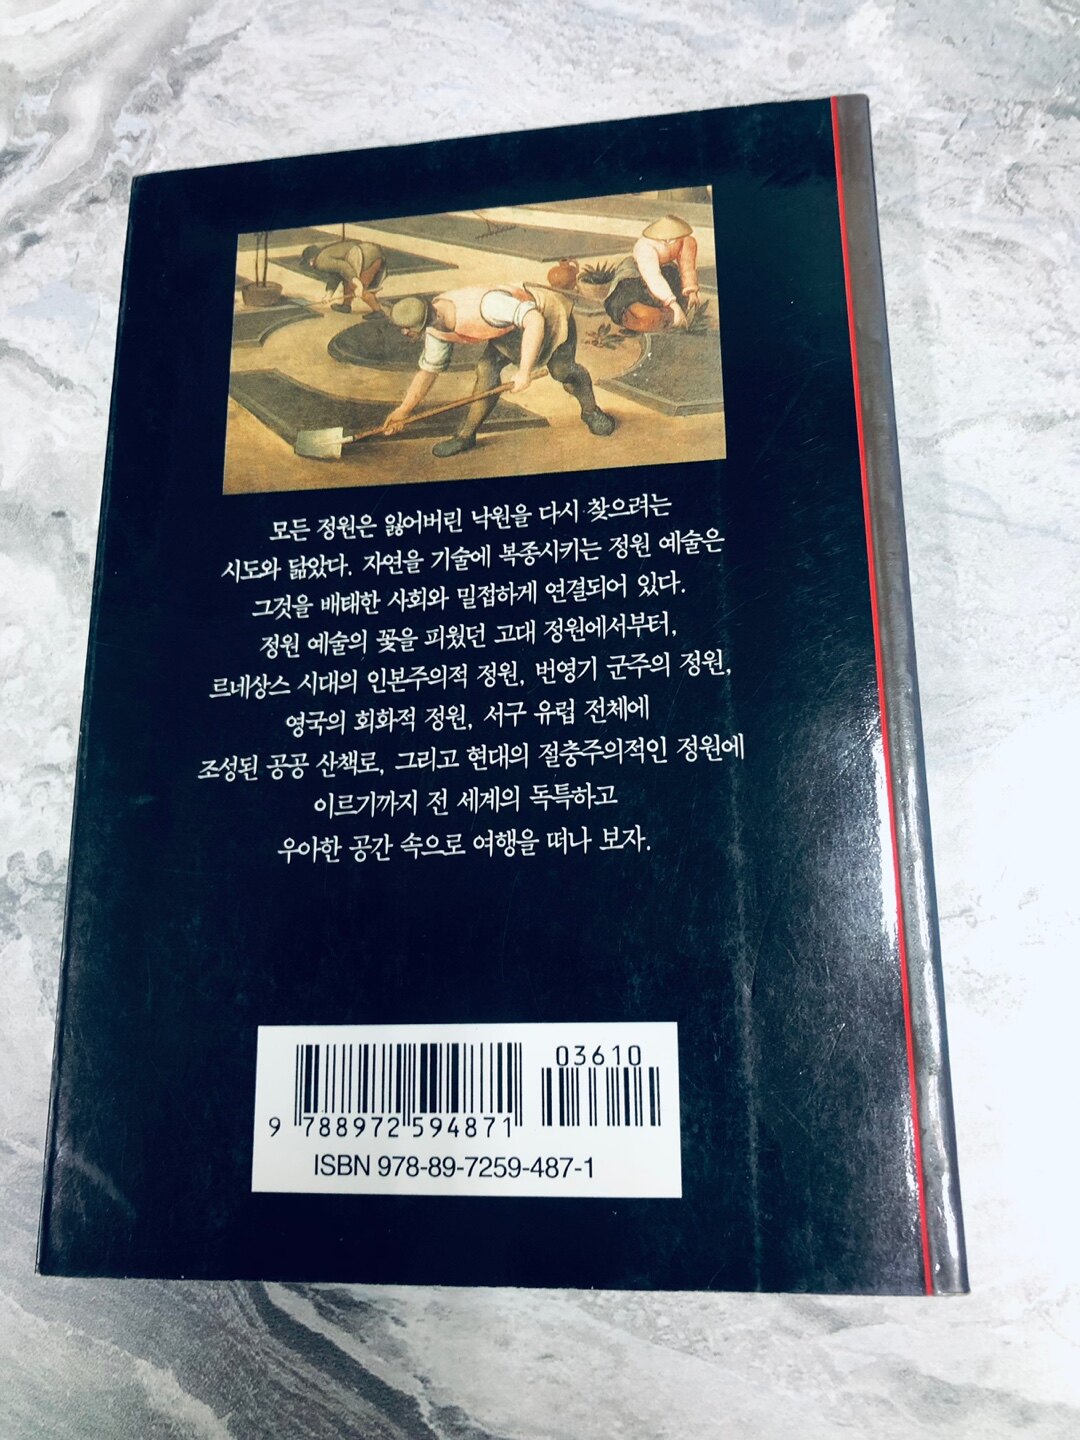 모든 정원은 잃어버린 낙원을 다시 찾으려는
시도와 닮았다. 자연을 기술에 복종시키는 정원 예술은
그것을 배태한 사회와 밀접하게 연결되어 있다.
정원 예술의 꽃을 피웠던 고대 정원에서부터,
르네상스 시대의 인본주의적 정원, 번영기 군주의 정원,
영국의 회화적 정원, 서구 유럽 전체에
조성된 공공 산책로, 그리고 현대의 절충주의적인 정원에
이르기까지 전 세계의 독특하고
우아한 공간 속으로 여행을 떠나 보자.
03610
9 788972 594871
ISBN 978-89-7259-487-1